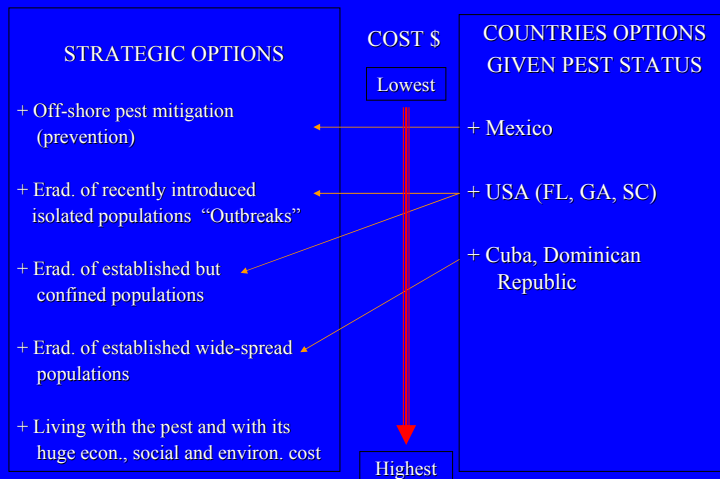 STRATEGIC OPTIONS
+ Off-shore pest mitigation
(prevention)
+ Erad. of recently introduced
isolated populations “Outbreaks”
+ Erad. of established but
confined populations
+ Erad. of established wide-spread
populations
+ Living with the pest and with its
huge econ., social and environ. cost
COST $
Lowest
Highest
COUNTRIES OPTIONS
GIVEN PEST STATUS
+ Mexico
+ USA (FL, GA, SC)
+ Cuba, Dominican
Republic